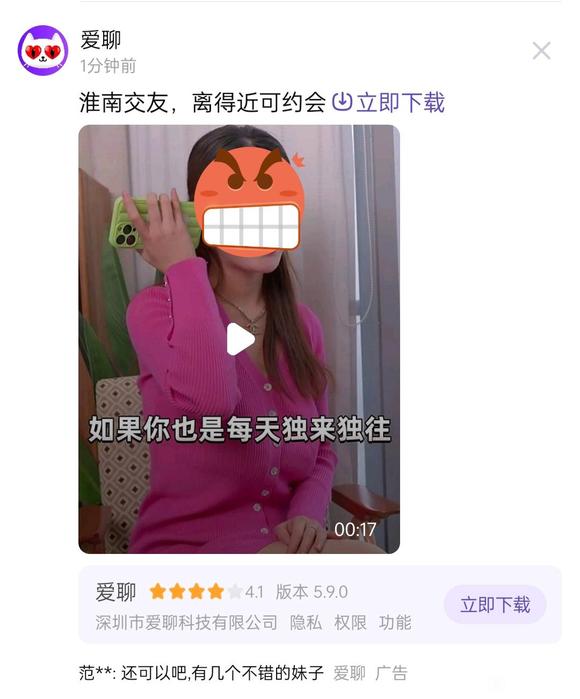 爱聊
1分钟前
淮南交友，离得近可约会 立即下载
如果你也是每天独来独往
00:17
爱聊 4.1 版本 5.9.0
立即下载
深圳市爱聊科技有限公司 隐私 权限 功能
范**: 还可以吧,有几个不错的妹子 爱聊 广告